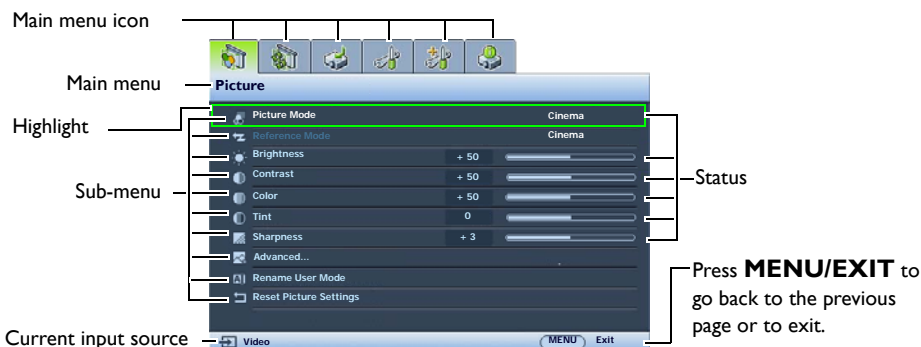 Main menu icon
Main menu
Picture
Highlight
Picture Mode Cinema
Reference Mode Cinema
Brightness + 50
Contrast + 50
Sub-menu
Status
Color + 50
Tint 0
Sharpness + 3
Advanced...
Rename User Mode
Reset Picture Settings
Press MENU/EXIT to
go back to the previous
page or to exit.
Current input source
Video MENU Exit